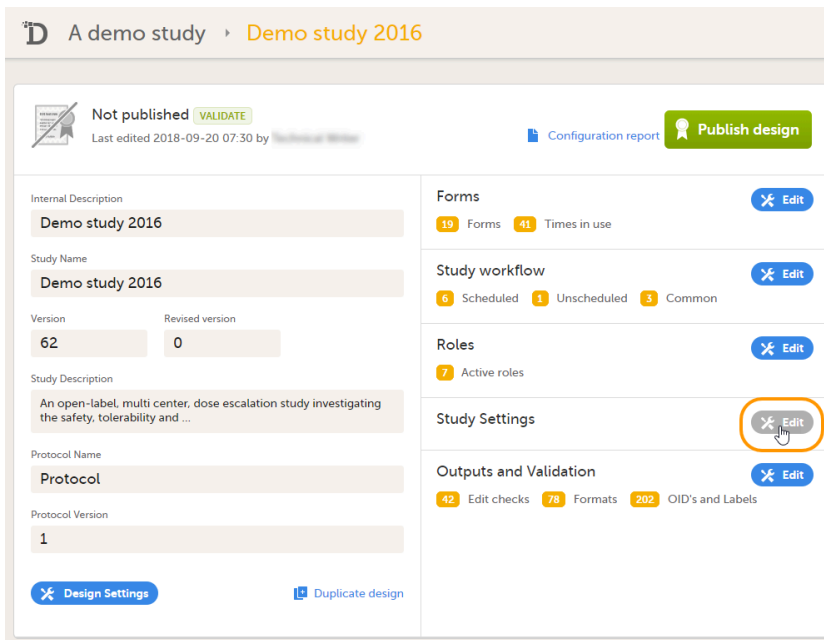 A demo study Demo study 2016
Not published VALIDATE
Last edited 2018-09-20 07:30 by
Configuration report
Publish design
Internal Description
Demo study 2016
Study Name
Demo study 2016
Version Revised version
62 0
Study Description
An open-label, multi center, dose escalation study investigating
the safety, tolerability and ...
Protocol Name
Protocol
Protocol Version
1
Design Settings Duplicate design
Forms Edit
19 Forms 41 Times in use
Study workflow Edit
6 Scheduled 1 Unscheduled 3 Common
Roles Edit
7 Active roles
Study Settings Edit
Outputs and Validation Edit
42 Edit checks 78 Formats 202 OID's and Labels